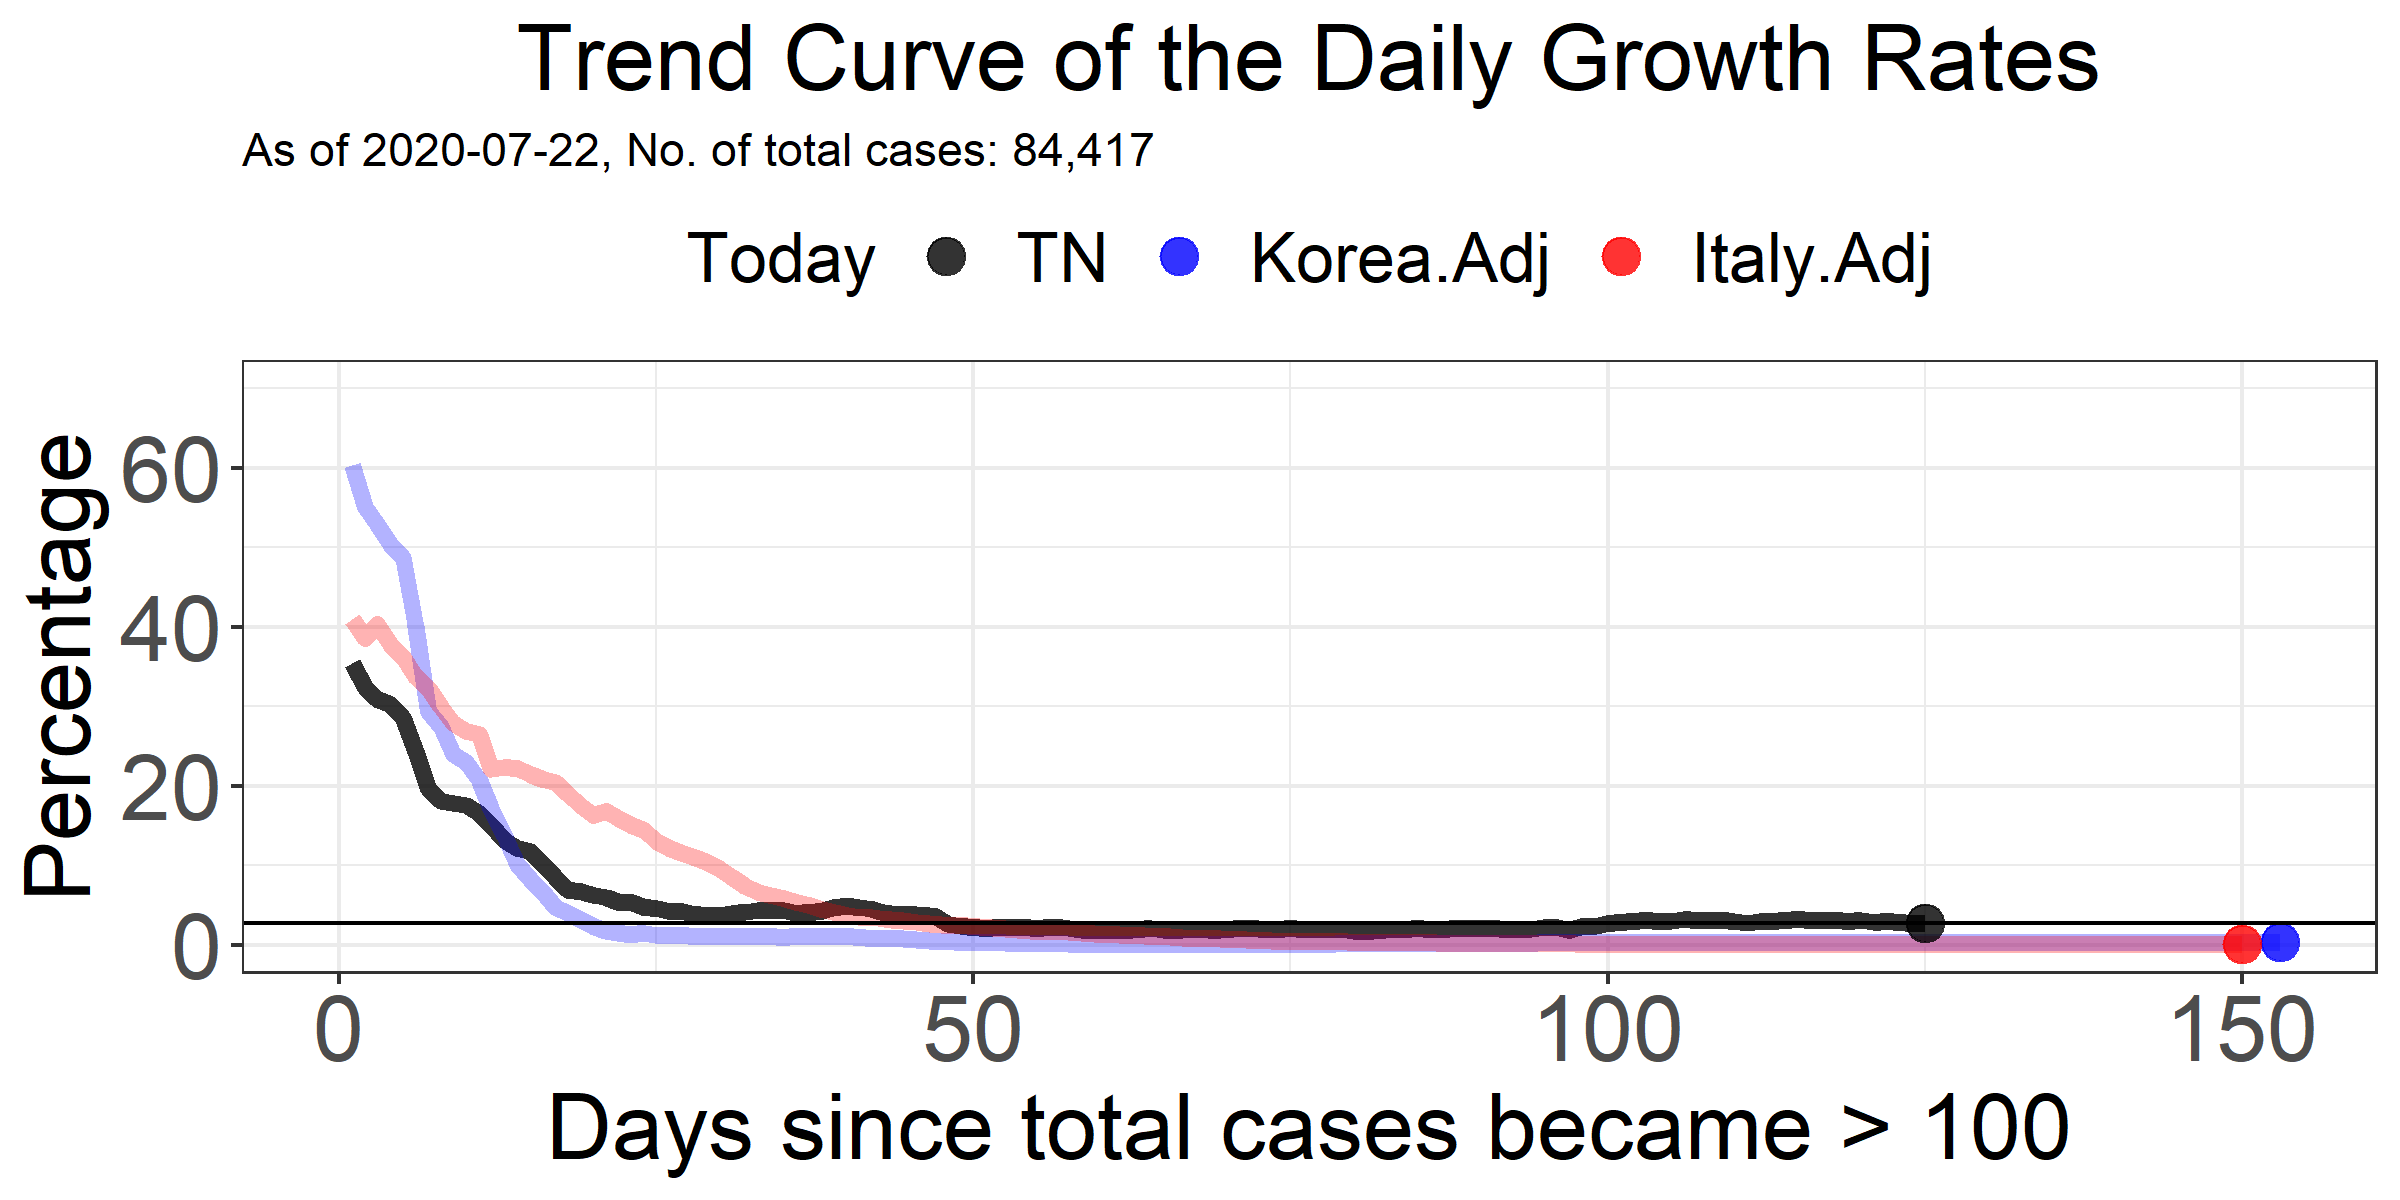 Trend Curve of the Daily Growth Rates
As of 2020-07-22, No. of total cases: 84,417
Today TN Korea.Adj Italy.Adj
Percentage
60
40
20
0
0 50 100 150
Days since total cases became > 100